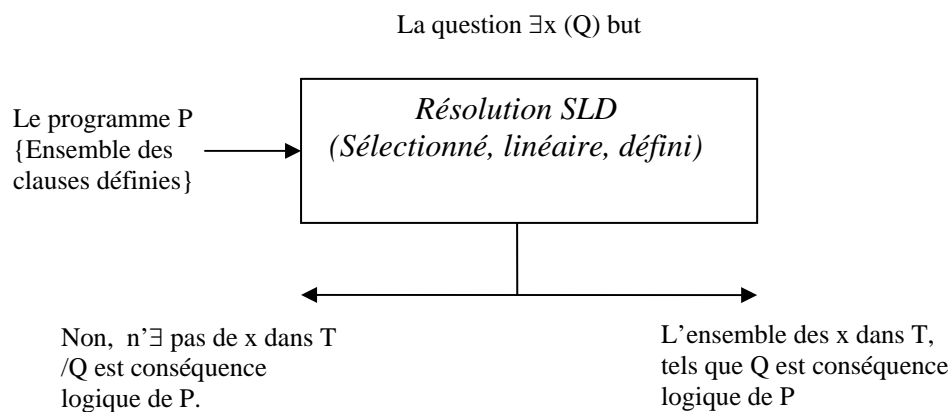 La question ∃x (Q) but
Résolution SLD
(Sélectionné, linéaire, défini)
Le programme P
{Ensemble des
clauses définies}
Non, n'∃ pas de x dans T
/Q est conséquence
logique de P.
L'ensemble des x dans T,
tels que Q est conséquence
logique de P